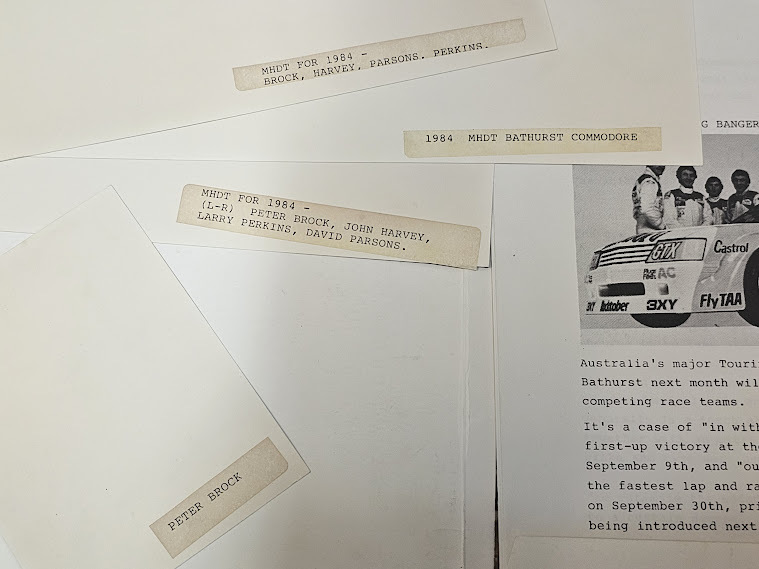 MHDT FOR 1984 -
BROCK, HARVEY, PARSONS. PERKINS.
1984 MHDT BATHURST COMMODORE
MHDT FOR 1984 -
(L-R) PETER BROCK, JOHN HARVEY,
LARRY PERKINS, DAVID PARSONS.
PETER BROCK
G BANGER
GTX
Castrol
AC
3XY
3XY
FlyTAA
Australia's major Touri
Bathurst next month wil
competing race teams.
It's a case of "in with
first-up victory at the
September 9th, and "ou
the fastest lap and ra
on September 30th, pri
being introduced next